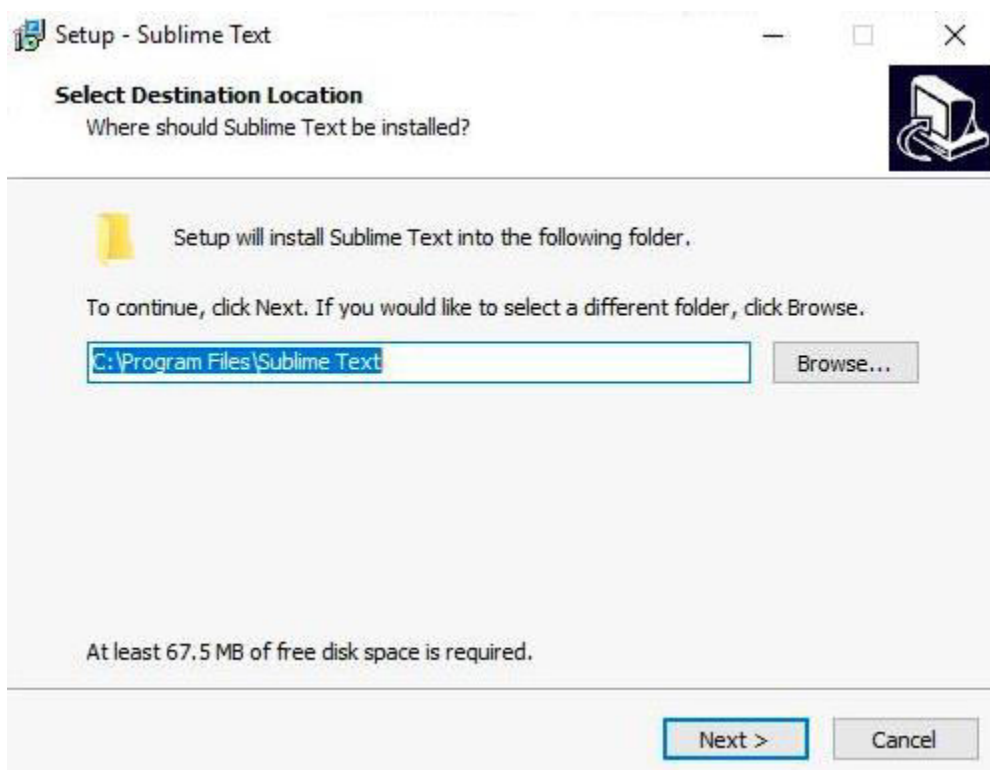 Setup - Sublime Text
Select Destination Location
Where should Sublime Text be installed?
Setup will install Sublime Text into the following folder.
To continue, click Next. If you would like to select a different folder, click Browse.
C:\Program Files\Sublime Text
Browse...
At least 67.5 MB of free disk space is required.
Next >
Cancel